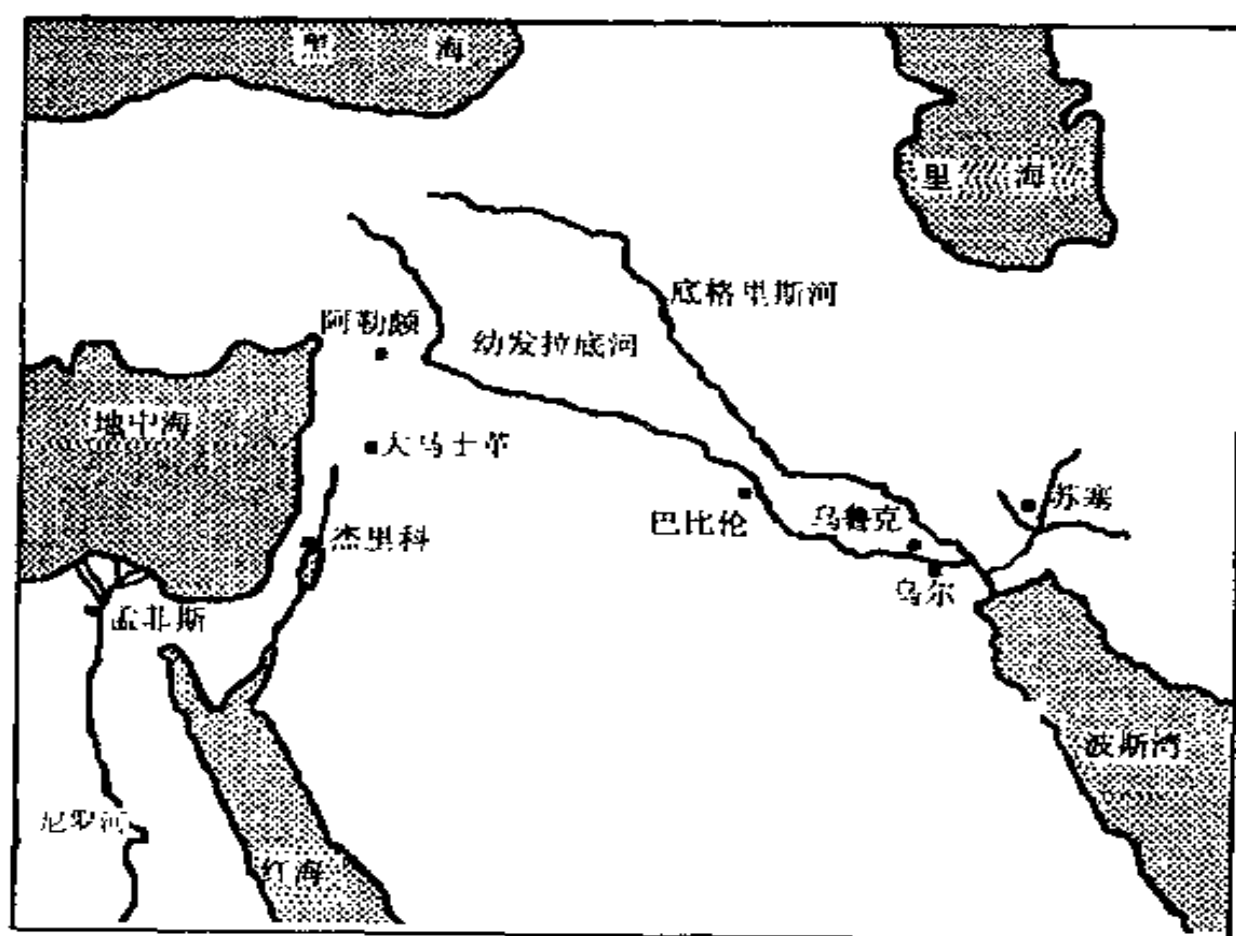 黑海
里海
底格里斯河
阿勒颇
幼发拉底河
地中海
大马士革
苏塞
巴比伦
乌鲁克
杰里科
乌尔
孟菲斯
波斯湾
尼罗河
红海